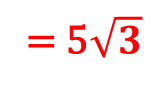 = 5√3